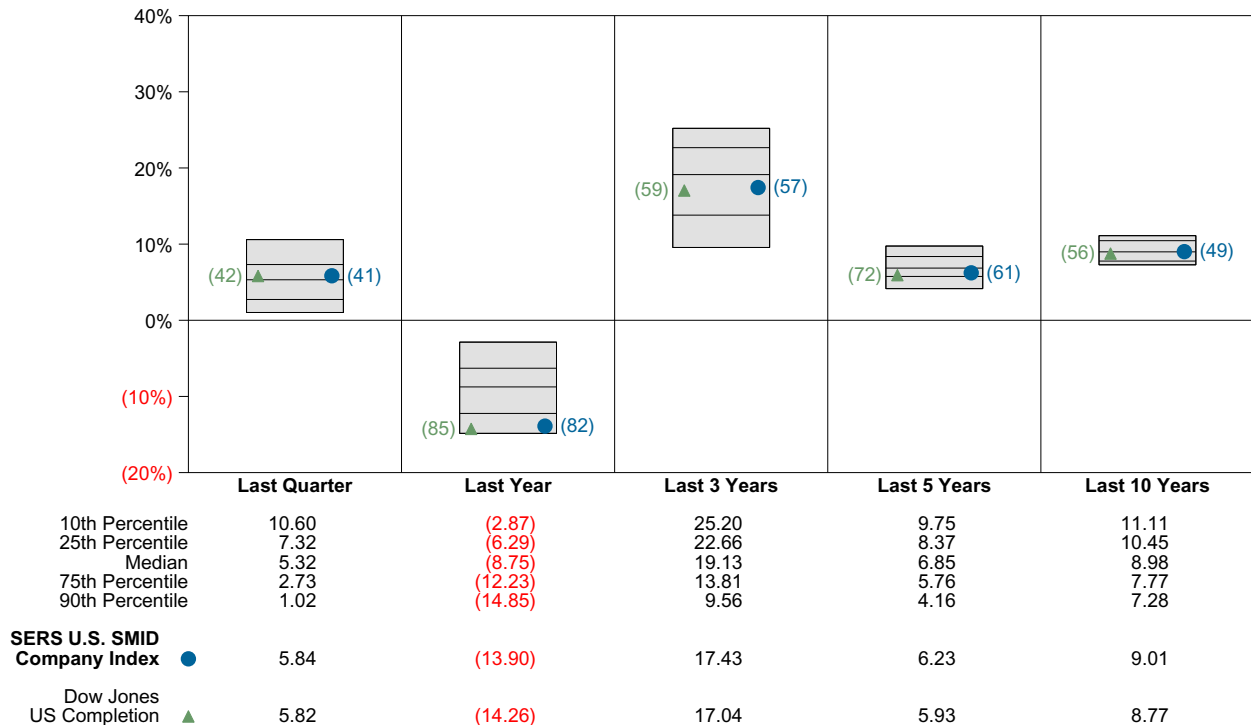 40%
30%
20%
10%
0%
(10%)
(20%)
(42) (41)
(85) (82)
(59) (57)
(72) (61)
(56) (49)
Last Quarter Last Year Last 3 Years Last 5 Years Last 10 Years
10th Percentile 10.60 (2.87) 25.20 9.75 11.11
25th Percentile 7.32 (6.29) 22.66 8.37 10.45
Median 5.32 (8.75) 19.13 6.85 8.98
75th Percentile 2.73 (12.23) 13.81 5.76 7.77
90th Percentile 1.02 (14.85) 9.56 4.16 7.28
SERS U.S. SMID
Company Index 5.84 (13.90) 17.43 6.23 9.01
Dow Jones
US Completion 5.82 (14.26) 17.04 5.93 8.77